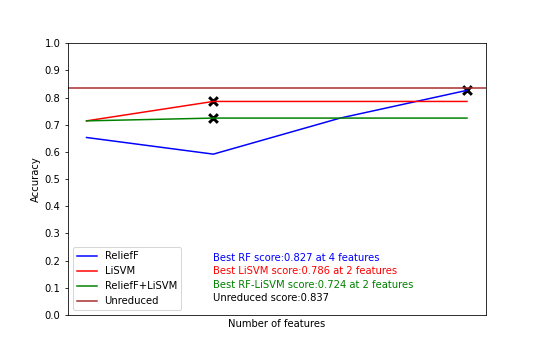 1.0
0.9
0.8
0.7
0.6
0.5
0.4
0.3
0.2
0.1
0.0
Accuracy
ReliefF
LiSVM
ReliefF+LiSVM
Unreduced
Best RF score:0.827 at 4 features
Best LiSVM score:0.786 at 2 features
Best RF-LiSVM score:0.724 at 2 features
Unreduced score:0.837
Number of features